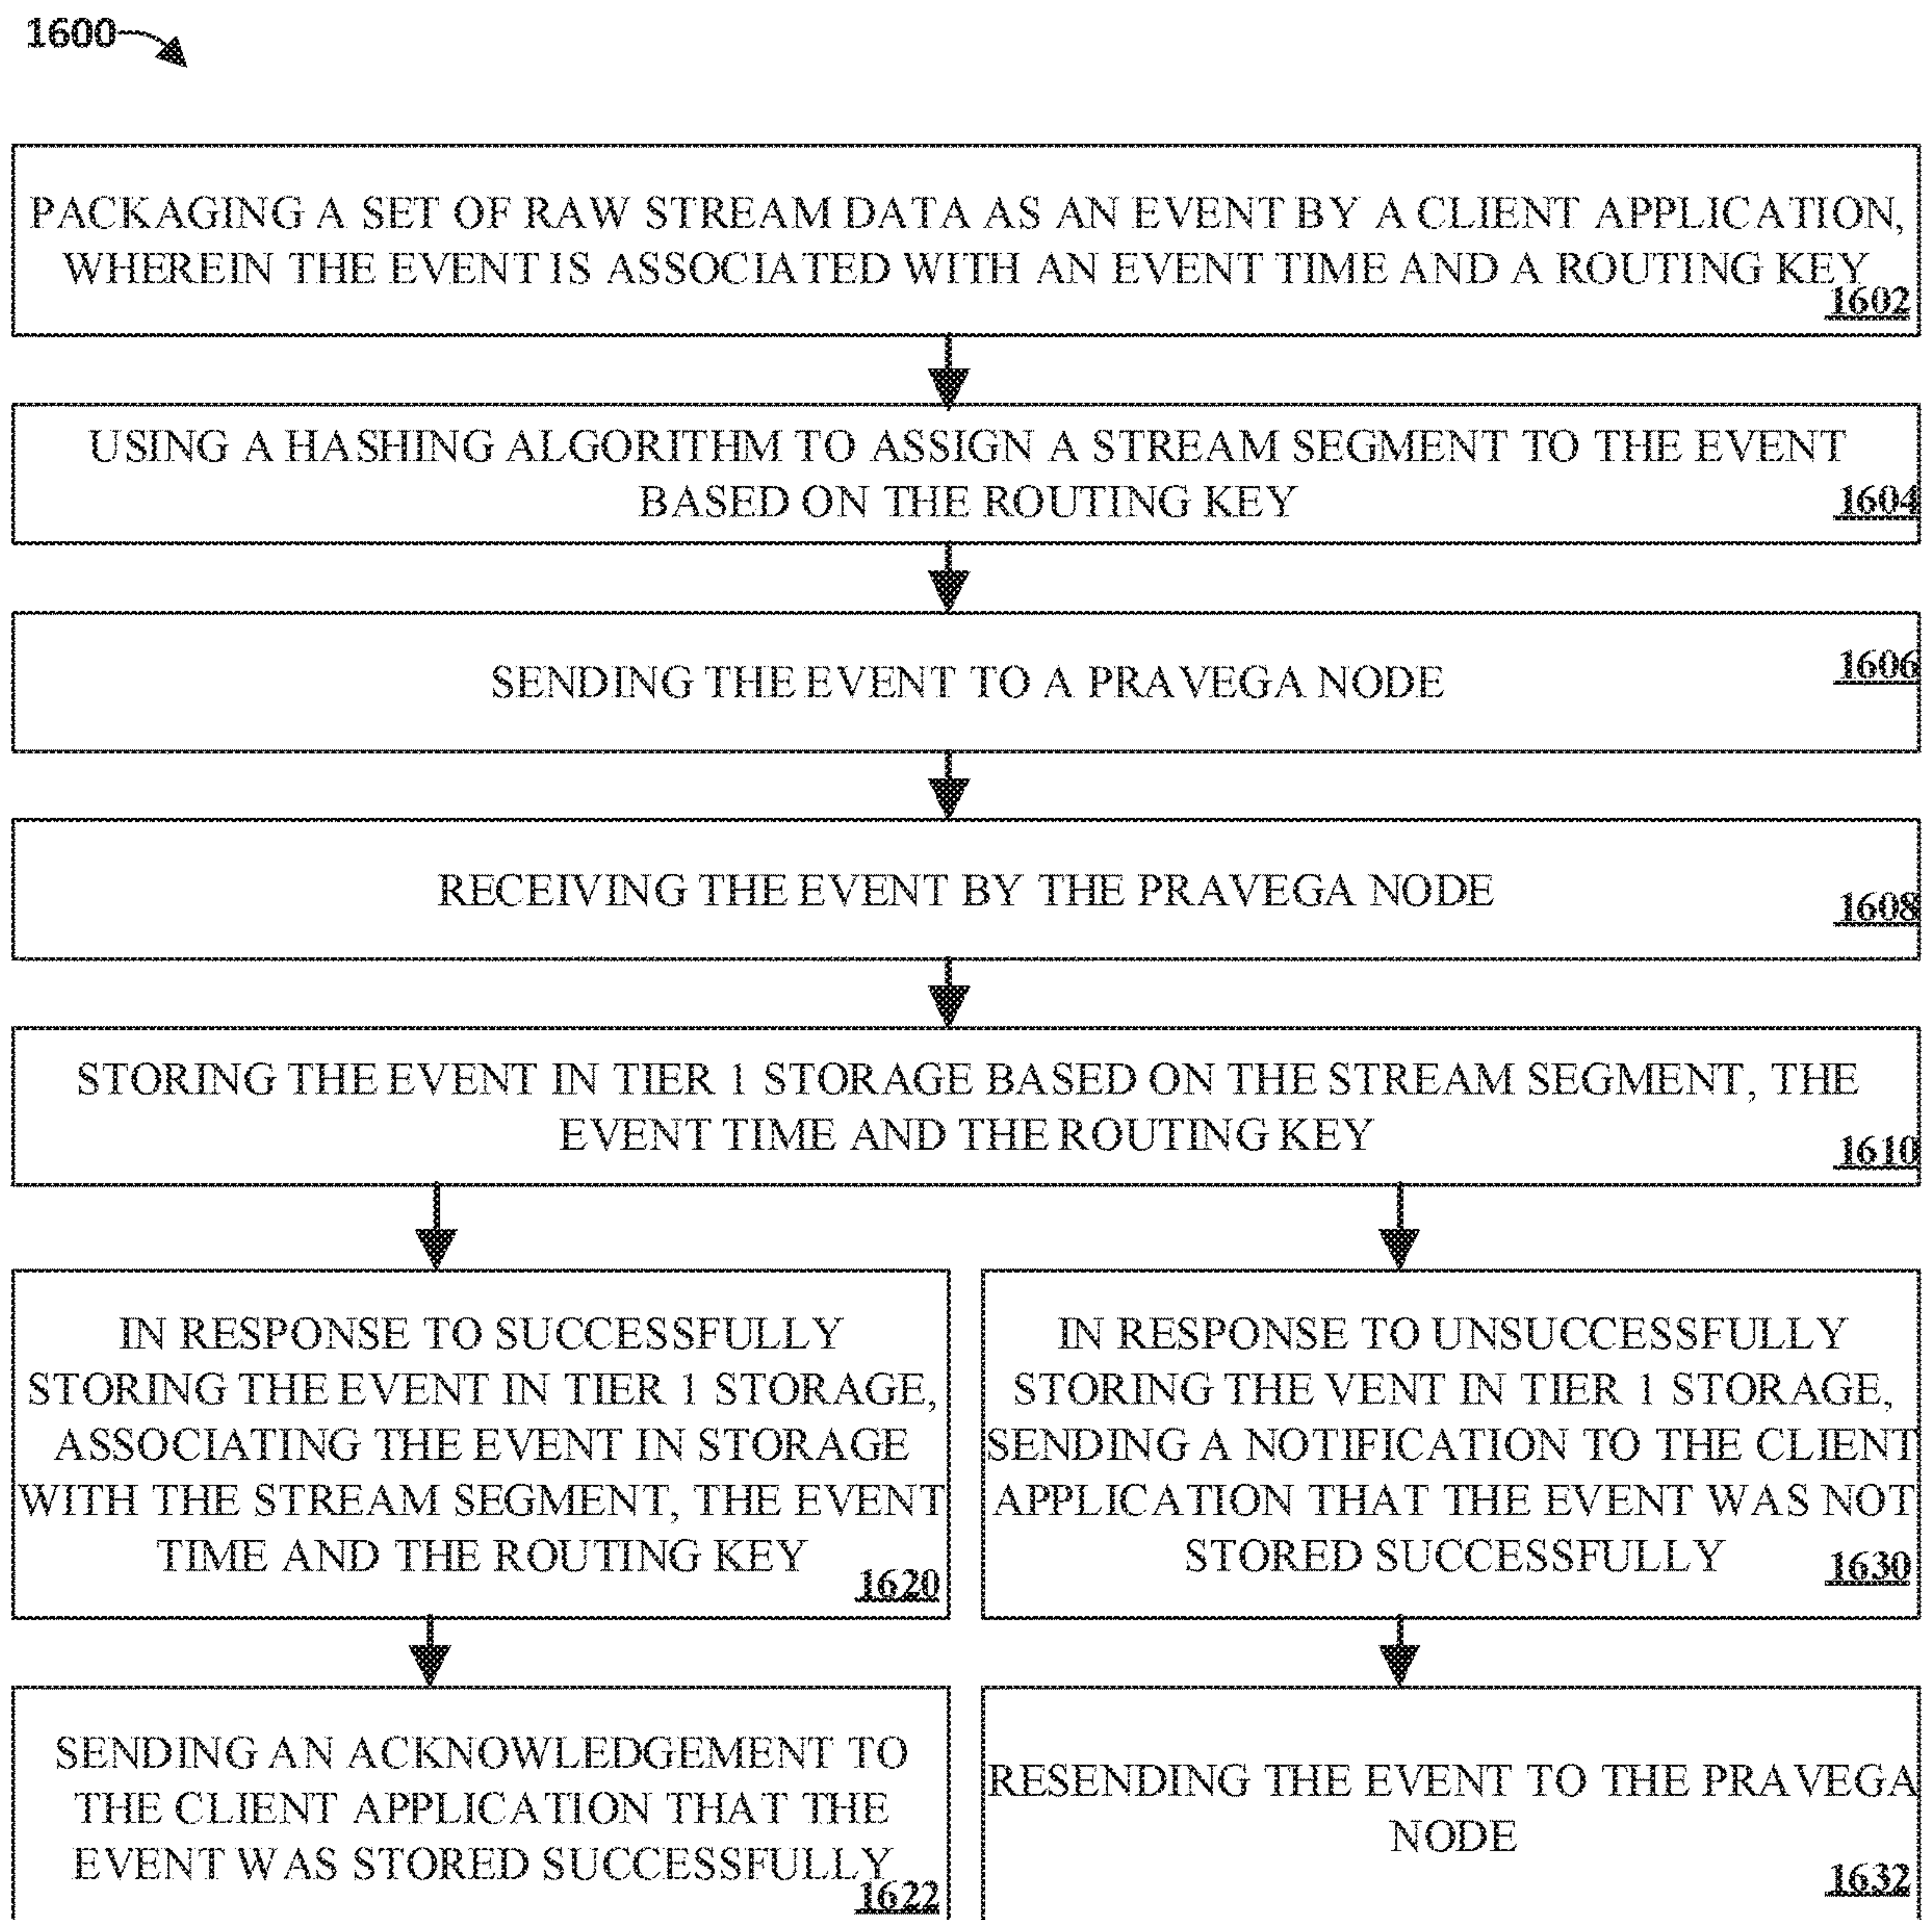 1600
PACKAGING A SET OF RAW STREAM DATA AS AN EVENT BY A CLIENT APPLICATION,
WHEREIN THE EVENT IS ASSOCIATED WITH AN EVENT TIME AND A ROUTING KEY
1602
USING A HASHING ALGORITHM TO ASSIGN A STREAM SEGMENT TO THE EVENT
BASED ON THE ROUTING KEY
1604
SENDING THE EVENT TO A PRAVEGA NODE
1606
RECEIVING THE EVENT BY THE PRAVEGA NODE
1608
STORING THE EVENT IN TIER 1 STORAGE BASED ON THE STREAM SEGMENT, THE
EVENT TIME AND THE ROUTING KEY
1610
IN RESPONSE TO SUCCESSFULLY
STORING THE EVENT IN TIER 1 STORAGE,
ASSOCIATING THE EVENT IN STORAGE
WITH THE STREAM SEGMENT, THE EVENT
TIME AND THE ROUTING KEY
1620
IN RESPONSE TO UNSUCCESSFULLY
STORING THE VENT IN TIER 1 STORAGE,
SENDING A NOTIFICATION TO THE CLIENT
APPLICATION THAT THE EVENT WAS NOT
STORED SUCCESSFULLY
1630
SENDING AN ACKNOWLEDGEMENT TO
THE CLIENT APPLICATION THAT THE
EVENT WAS STORED SUCCESSFULLY
1622
RESENDING THE EVENT TO THE PRAVEGA
NODE
1632